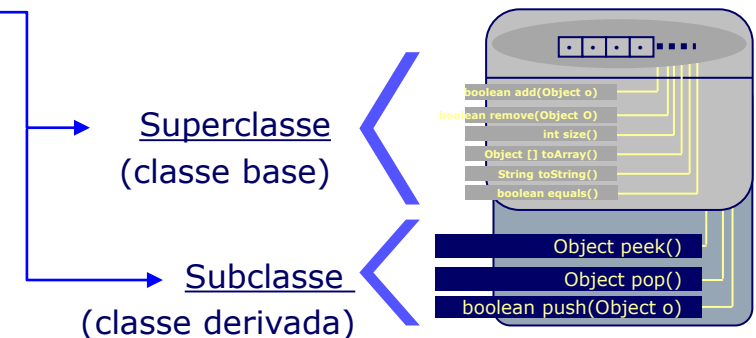 Superclasse
(classe base)
boolean add(Object o)
boolean remove(Object O)
int size()
Object [] toArray()
String toString()
boolean equals()
Subclasse
(classe derivada)
Object peek()
Object pop()
boolean push(Object o)